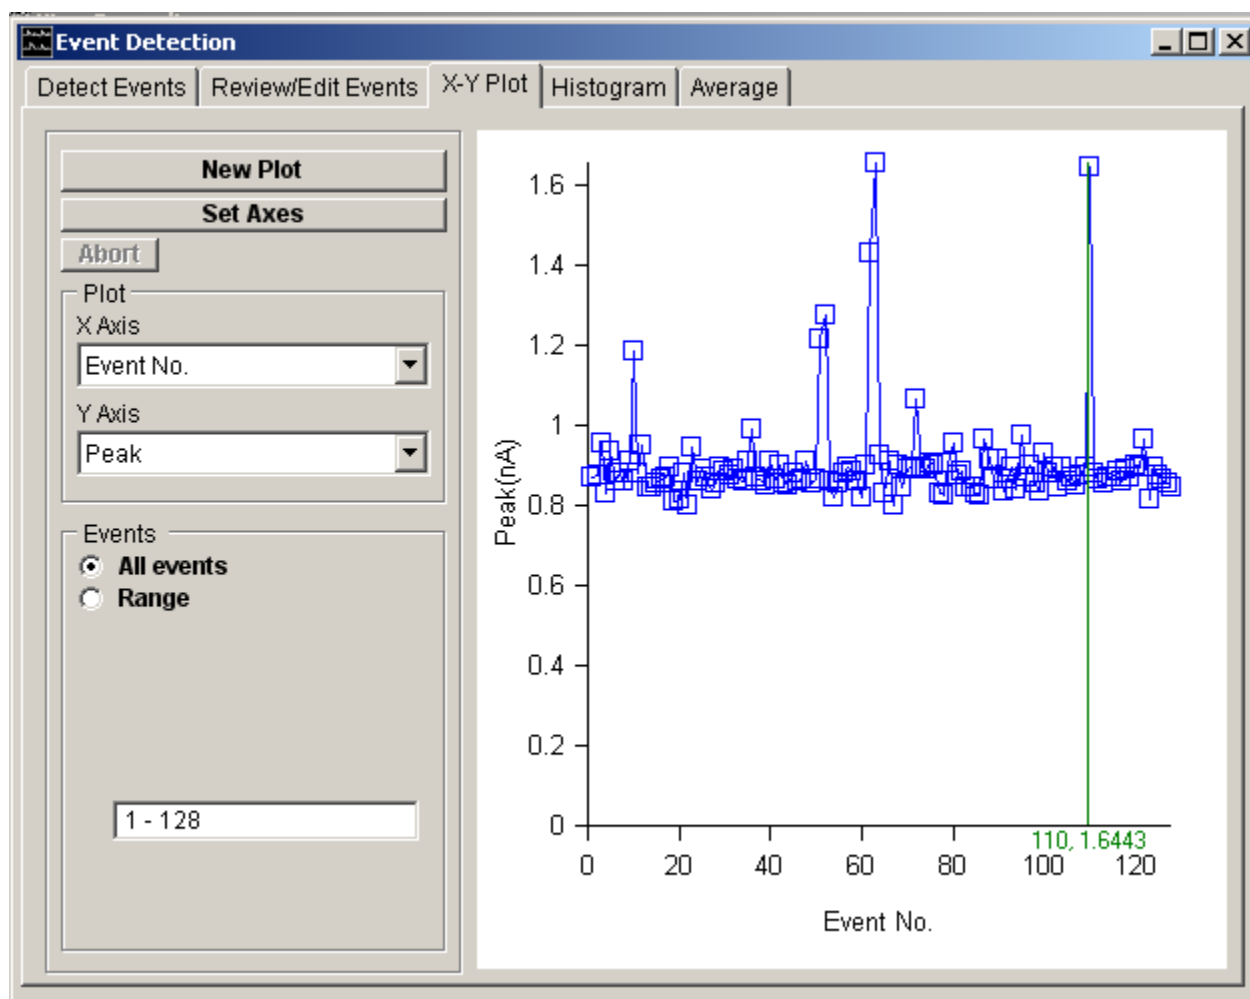 Event Detection
Detect Events Review/Edit Events X-Y Plot Histogram Average
New Plot
Set Axes
Abort
Plot
X Axis
Event No.
Y Axis
Peak
Events
All events
Range
1 - 128
Peak(nA)
1.6
1.4
1.2
1
0.8
0.6
0.4
0.2
0
110, 1.6443
0 20 40 60 80 100 120
Event No.